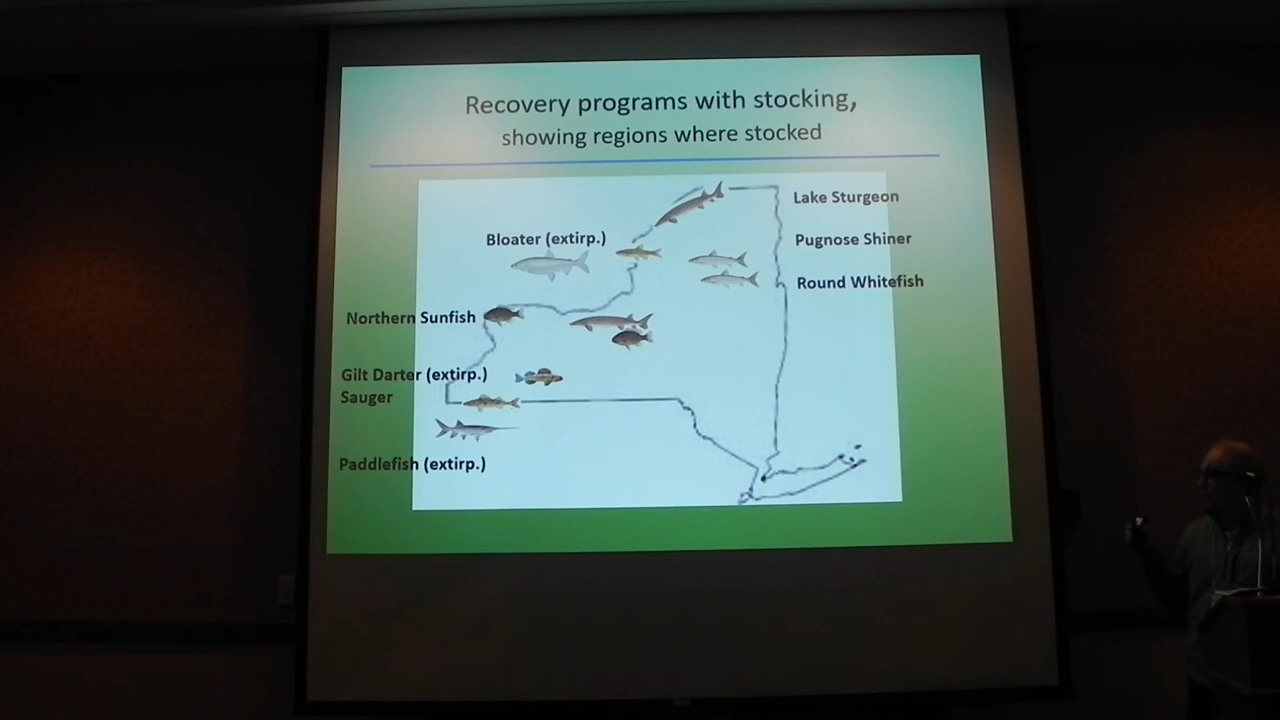 Recovery programs with stocking,
showing regions where stocked
Lake Sturgeon
Bloater (extirp.)
Pugnose Shiner
Round Whitefish
Northern Sunfish
Gilt Darter (extirp.)
Sauger
Paddlefish (extirp.)